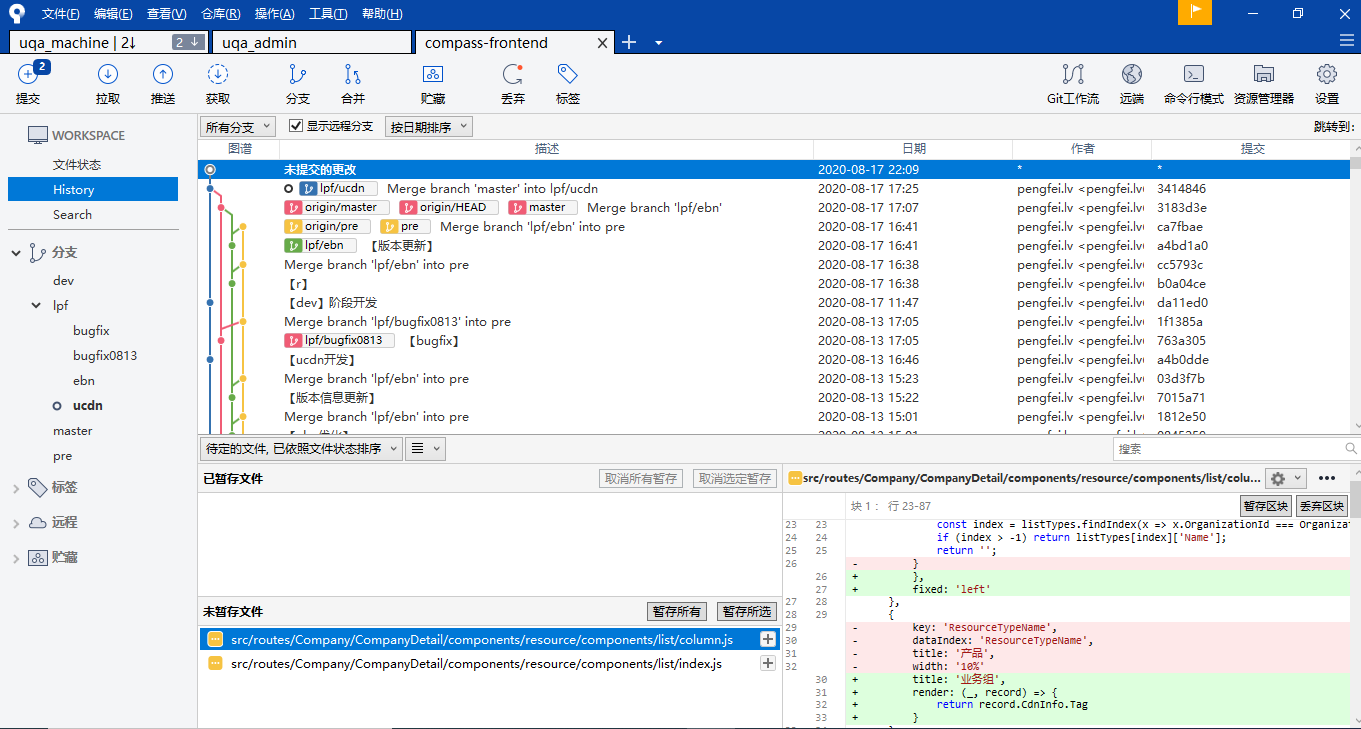 文件(F) 编辑(E) 查看(V) 仓库(R) 操作(A) 工具(T) 帮助(H)
uqa_machine | 2↓ 2 ↓ uqa_admin compass-frontend
2
提交 拉取 推送 获取 分支 合并 贮藏 丢弃 标签 Git工作流 远端 命令行模式 资源管理器 设置
WORKSPACE
文件状态
History
Search
分支
dev
lpf
bugfix
bugfix0813
ebn
ucdn
master
pre
标签
远程
贮藏
所有分支 显示远程分支 按日期排序 跳转到:
图谱 描述 日期 作者 提交
未提交的更改 2020-08-17 22:09 * *
lpf/ucdn Merge branch 'master' into lpf/ucdn 2020-08-17 17:25 pengfei.lv <pengfei.lv 3414846
origin/master origin/HEAD master Merge branch 'lpf/ebn' 2020-08-17 17:07 pengfei.lv <pengfei.lv 3183d3e
origin/pre pre Merge branch 'lpf/ebn' into pre 2020-08-17 16:41 pengfei.lv <pengfei.lv ca7fbae
lpf/ebn 【版本更新】 2020-08-17 16:41 pengfei.lv <pengfei.lv a4bd1a0
Merge branch 'lpf/ebn' into pre 2020-08-17 16:38 pengfei.lv <pengfei.lv cc5793c
【r】 2020-08-17 16:38 pengfei.lv <pengfei.lv b0a04ce
【dev】阶段开发 2020-08-17 11:47 pengfei.lv <pengfei.lv da11ed0
Merge branch 'lpf/bugfix0813' into pre 2020-08-13 17:05 pengfei.lv <pengfei.lv 1f1385a
lpf/bugfix0813 【bugfix】 2020-08-13 17:05 pengfei.lv <pengfei.lv 763a305
【ucdn开发】 2020-08-13 16:46 pengfei.lv <pengfei.lv a4b0dde
Merge branch 'lpf/ebn' into pre 2020-08-13 15:23 pengfei.lv <pengfei.lv 03d3f7b
【版本信息更新】 2020-08-13 15:22 pengfei.lv <pengfei.lv 7015a71
Merge branch 'lpf/ebn' into pre 2020-08-13 15:01 pengfei.lv <pengfei.lv 1812e50
待定的文件, 已依照文件状态排序 搜索
已暂存文件 取消所有暂存 取消选定暂存
未暂存文件 暂存所有 暂存所选
src/routes/Company/CompanyDetail/components/resource/components/list/column.js
src/routes/Company/CompanyDetail/components/resource/components/list/index.js
src/routes/Company/CompanyDetail/components/resource/components/list/colu...
块 1： 行 23-87 暂存区块 丢弃区块
23 23 const index = listTypes.findIndex(x => x.OrganizationId === Organiza
24 24 if (index > -1) return listTypes[index]['Name'];
25 25 return '';
26 - }
26 + },
27 + fixed: 'left'
27 28 },
28 29 {
29 - key: 'ResourceTypeName',
30 - dataIndex: 'ResourceTypeName',
31 - title: '产品',
32 - width: '10%'
30 + title: '业务组',
31 + render: (_, record) => {
32 + return record.CdnInfo.Tag
33 + }